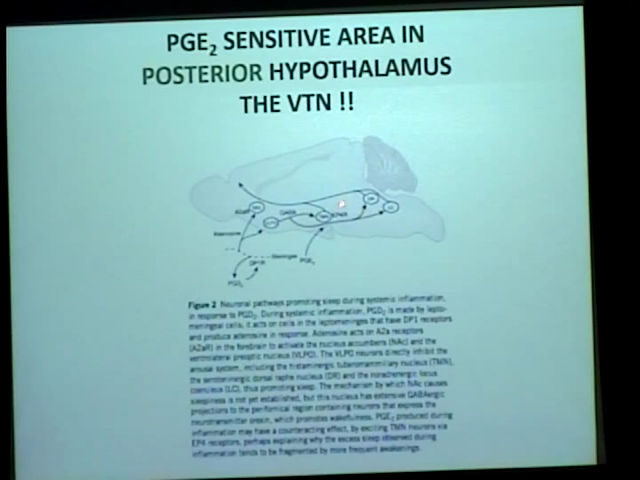 PGE₂ SENSITIVE AREA IN
POSTERIOR HYPOTHALAMUS
THE VTN !!
A2aR
GABA
Adenosine
Meninges
DP1R
PGE₂
PGD₂
Figure 2 Neuronal pathways promoting sleep during systemic inflammation,
in response to PGD₂. During systemic inflammation, PGD₂ is made by lepto-
meningeal cells; it acts on cells in the leptomeninges that have DP1 receptors
and produce adenosine in response. Adenosine acts on A2a receptors
(A2aR) in the forebrain to activate the nucleus accumbens (NAc) and the
ventrolateral preoptic nucleus (VLPO). The VLPO neurons directly inhibit the
arousal system, including the histaminergic tuberomammillary nucleus (TMN),
the serotoninergic dorsal raphe nucleus (DR) and the noradrenergic locus
coeruleus (LC), thus promoting sleep. The mechanism by which NAc causes
sleepiness is not yet established, but this nucleus has extensive GABAergic
projections to the perifornical region containing neurons that express the
neurotransmitter orexin, which promotes wakefulness. PGE₂ produced during
inflammation may have a counteracting effect, by exciting TMN neurons via
EP4 receptors, perhaps explaining why the excess sleep observed during
inflammation tends to be fragmented by more frequent awakenings.